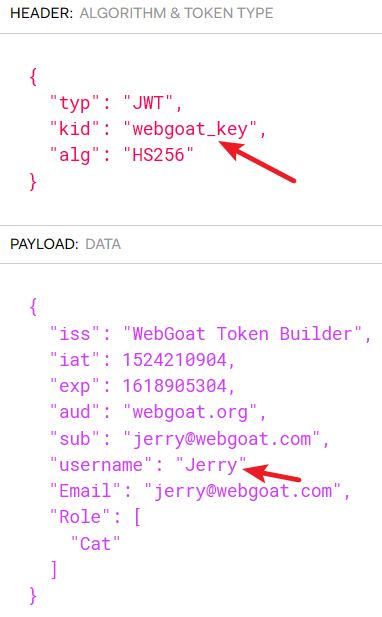 HEADER: ALGORITHM & TOKEN TYPE
{
  "typ": "JWT",
  "kid": "webgoat_key",
  "alg": "HS256"
}
PAYLOAD: DATA
{
  "iss": "WebGoat Token Builder",
  "iat": 1524210904,
  "exp": 1618905304,
  "aud": "webgoat.org",
  "sub": "jerry@webgoat.com",
  "username": "Jerry"
  "Email": "jerry@webgoat.com",
  "Role": [
    "Cat"
  ]
}